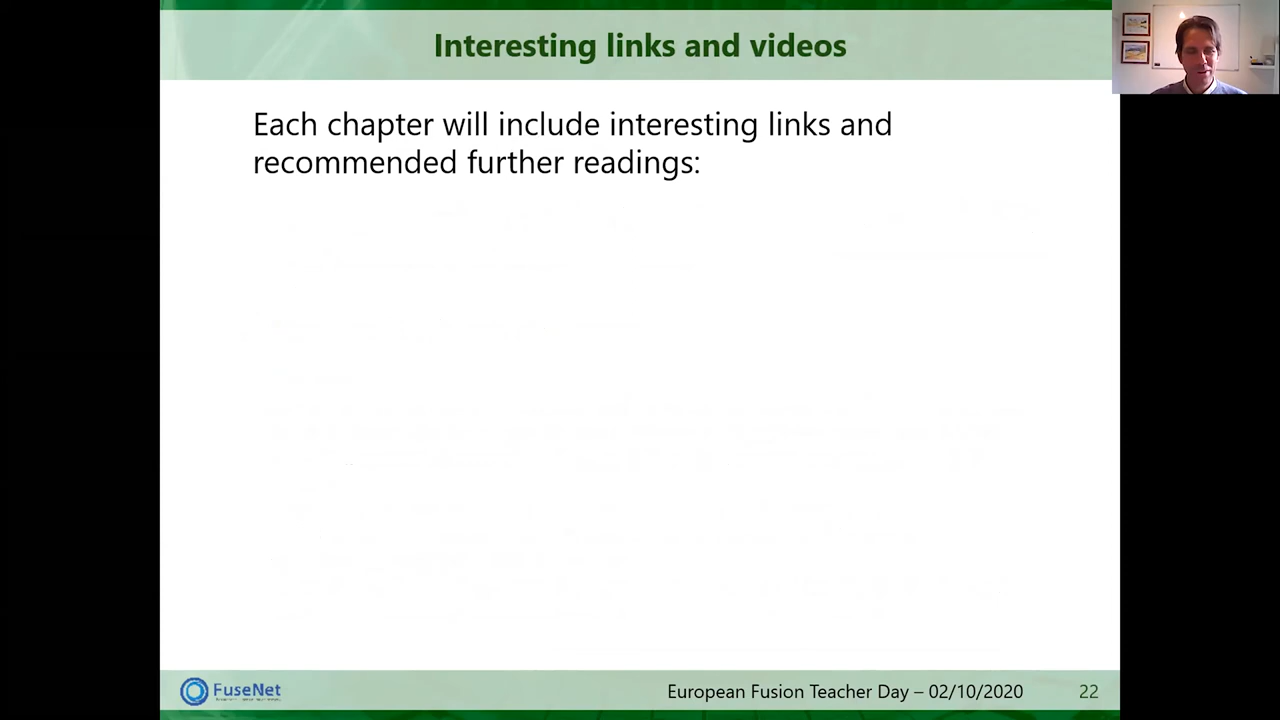 Interesting links and videos
Each chapter will include interesting links and
recommended further readings:
FuseNet
European Fusion Teacher Day – 02/10/2020
22